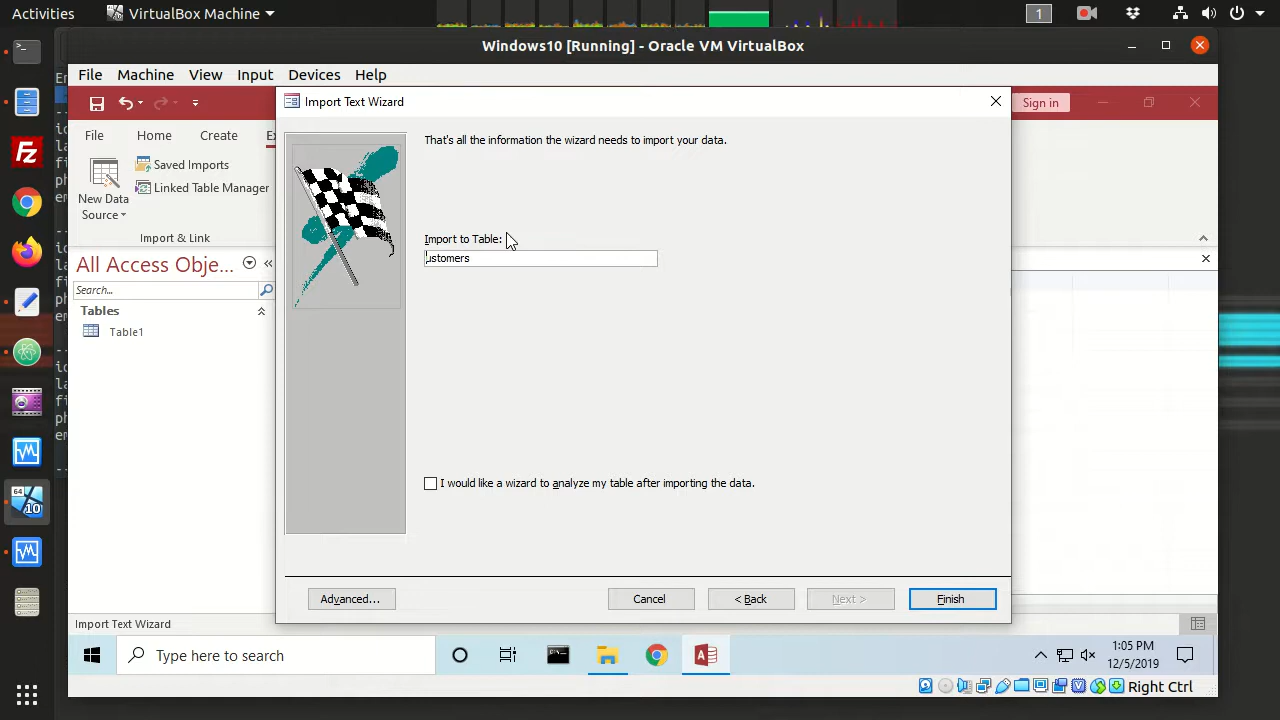 Activities
VirtualBox Machine
1
Windows10 [Running] - Oracle VM VirtualBox
File Machine View Input Devices Help
Import Text Wizard
Sign in
File Home Create
Saved Imports
Linked Table Manager
New Data
Source
Import & Link
That's all the information the wizard needs to import your data.
Import to Table:
ustomers
All Access Obje...
Search...
Tables
Table1
I would like a wizard to analyze my table after importing the data.
Advanced... Cancel < Back Next > Finish
Import Text Wizard
Type here to search
1:05 PM
12/5/2019
Right Ctrl